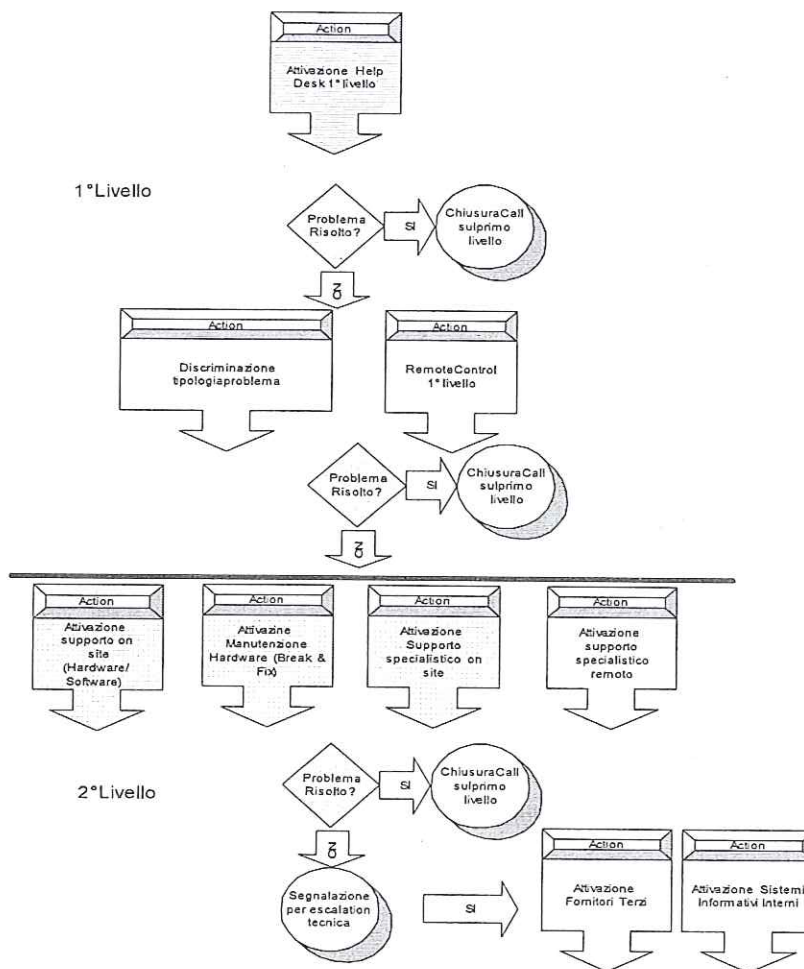 Action
Attivazione Help
Desk 1° livello
1°Livello
Problema
Risolto?
SI
ChiusuraCall
sulprimo
livello
NO
Action
Discriminazione
tipologiaproblema
Action
RemoteControl
1° livello
Problema
Risolto?
SI
ChiusuraCall
sulprimo
livello
NO
Action
Attivazione
supporto on
site
(Hardware/
Software)
Action
Attivazine
Manutenzione
Hardware (Break &
Fix)
Action
Attivazione
Supporto
specialistico on
site
Action
Attivazione
supporto
specialistico
remoto
2°Livello
Problema
Risolto?
SI
ChiusuraCall
sulprimo
livello
NO
Segnalazione
per escalation
tecnica
SI
Action
Attivazione
Fornitori Terzi
Action
Attivazione Sistemi
Informativi Interni